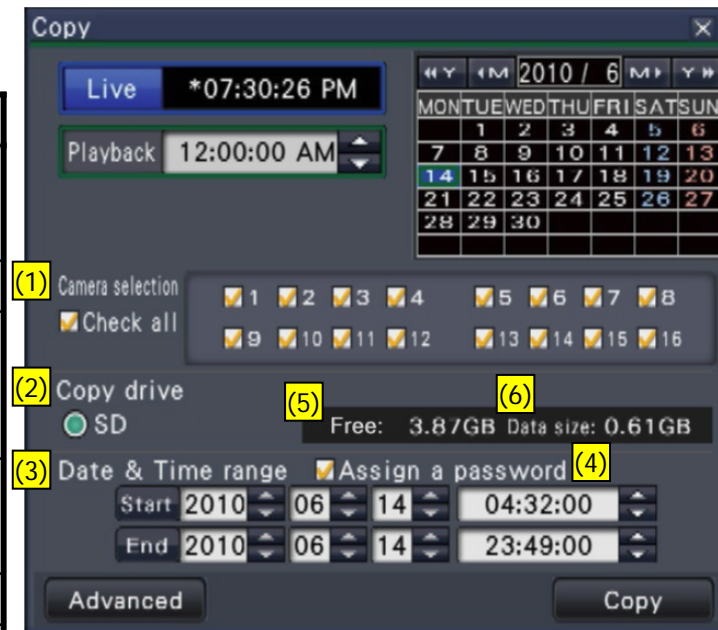 Copy
Live *07:30:26 PM
Playback 12:00:00 AM
Y M 2010 / 6 M Y
MON TUE WED THU FRI SAT SUN
1 2 3 4 5 6
7 8 9 10 11 12 13
14 15 16 17 18 19 20
21 22 23 24 25 26 27
28 29 30
(1) Camera selection
Check all
1 2 3 4 5 6 7 8
9 10 11 12 13 14 15 16
(2) Copy drive
SD
(5) (6)
Free: 3.87GB Data size: 0.61GB
(3) Date & Time range Assign a password (4)
Start 2010 06 14 04:32:00
End 2010 06 14 23:49:00
Advanced Copy